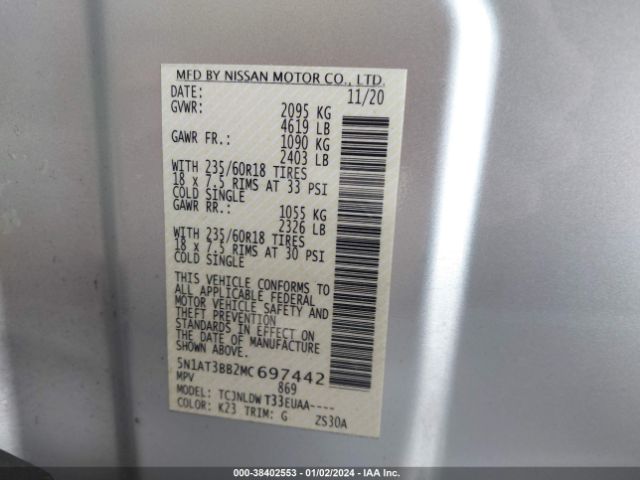 MFD BY NISSAN MOTOR CO., LTD.
DATE: 11/20
GVWR: 2095 KG
4619 LB
GAWR FR.: 1090 KG
2403 LB
WITH 235/60R18 TIRES
18 x 7.5 RIMS AT 33 PSI
COLD SINGLE
GAWR RR.: 1055 KG
2326 LB
WITH 235/60R18 TIRES
18 x 7.5 RIMS AT 30 PSI
COLD SINGLE
THIS VEHICLE CONFORMS TO
ALL APPLICABLE FEDERAL
MOTOR VEHICLE SAFETY AND
THEFT PREVENTION
STANDARDS IN EFFECT ON
THE DATE OF MANUFACTURE
SHOWN ABOVE.
5N1AT3BB2MC697442
MPV 869
MODEL: TCJNLDW T33EUAA----
COLOR: K23 TRIM: G ZS30A
000-38402553 - 01/02/2024 - IAA Inc.